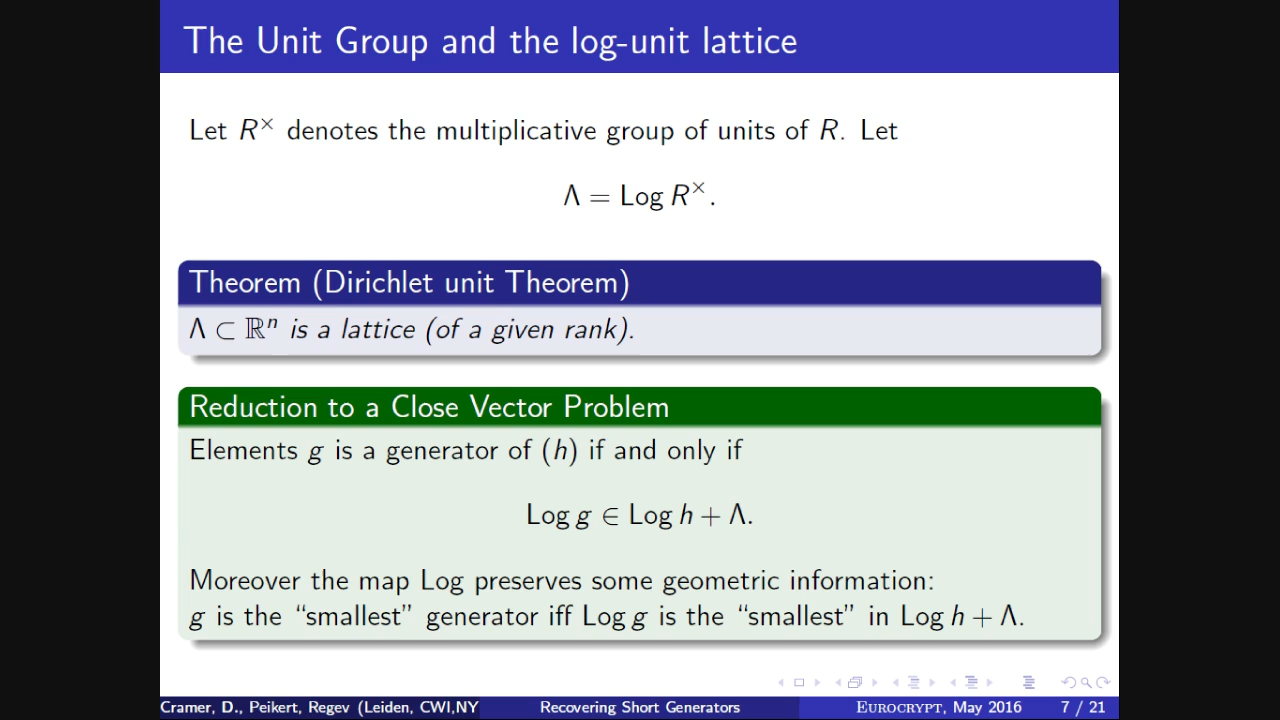 The Unit Group and the log-unit lattice
Let R× denotes the multiplicative group of units of R. Let
Λ = Log R×.
Theorem (Dirichlet unit Theorem)
Λ ⊂ ℝⁿ is a lattice (of a given rank).
Reduction to a Close Vector Problem
Elements g is a generator of (h) if and only if
Log g ∈ Log h + Λ.
Moreover the map Log preserves some geometric information:
g is the “smallest” generator iff Log g is the “smallest” in Log h + Λ.
Cramer, D., Peikert, Regev (Leiden, CWI,NY Recovering Short Generators Eurocrypt, May 2016 7 / 21